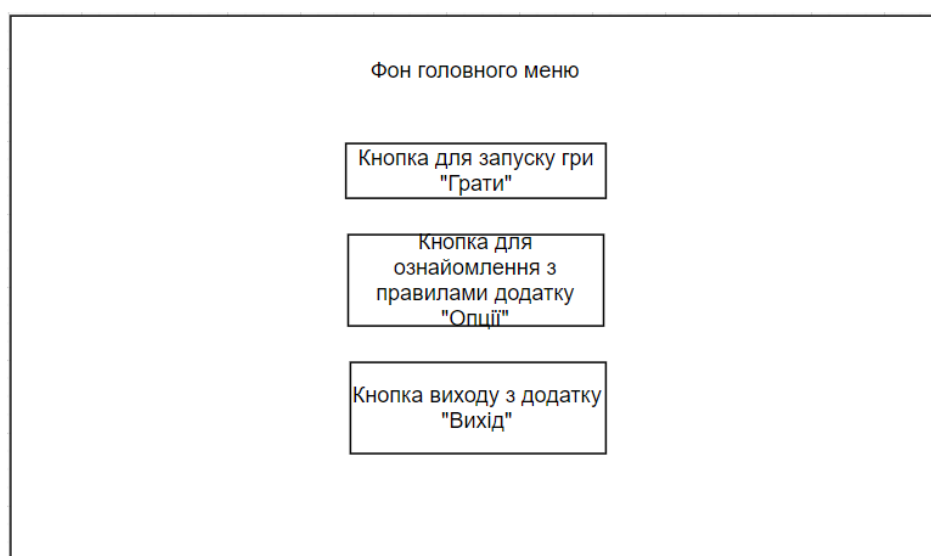 Фон головного меню
Кнопка для запуску гри
"Грати"
Кнопка для
ознайомлення з
правилами додатку
"Опції"
Кнопка виходу з додатку
"Вихід"